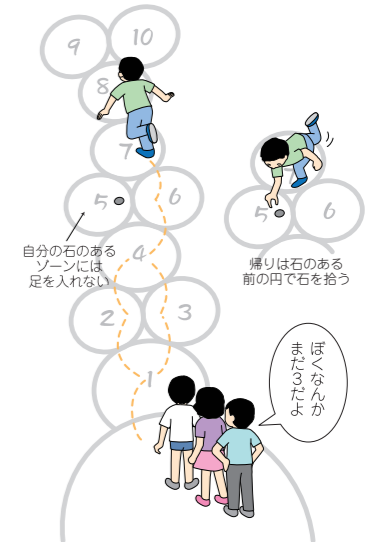 9
10
8
7
5
6
自分の石のある
ゾーンには
足を入れない
4
2
3
1
7
5
6
帰りは石のある
前の円で石を拾う
ぼくなんか
まだ3だよ